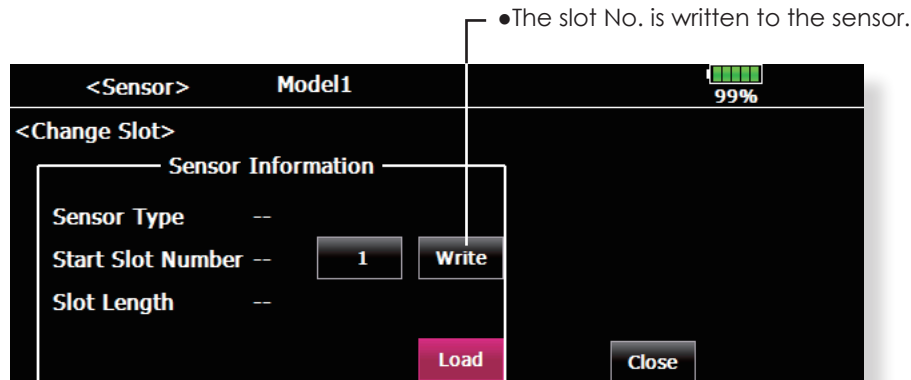 ●The slot No. is written to the sensor.
<Sensor> Model1 99%
<Change Slot>
Sensor Information
Sensor Type --
Start Slot Number -- 1 Write
Slot Length --
Load Close